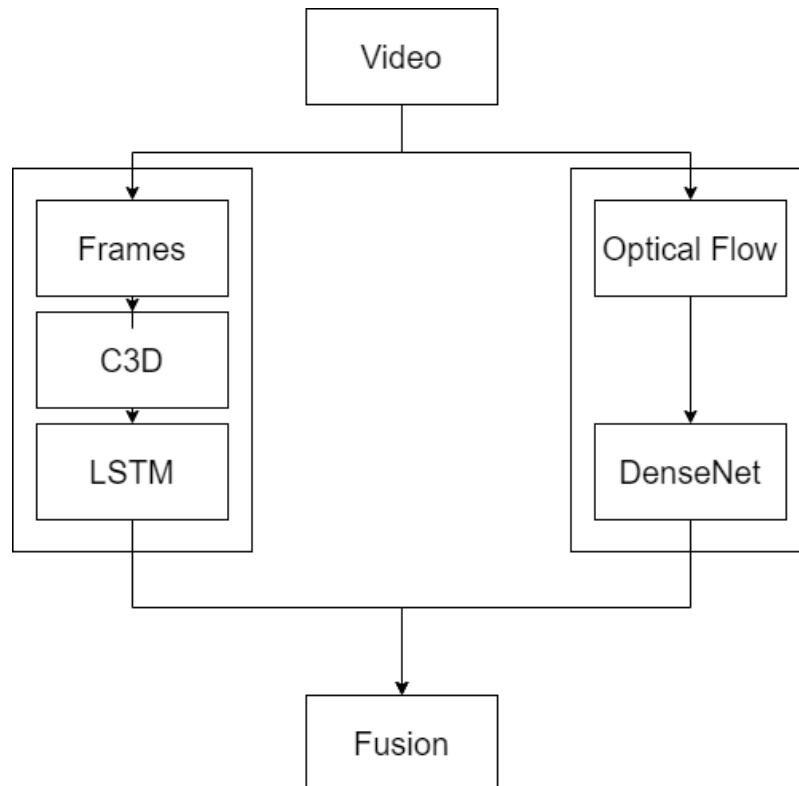 Video
Frames
Optical Flow
C3D
LSTM
DenseNet
Fusion